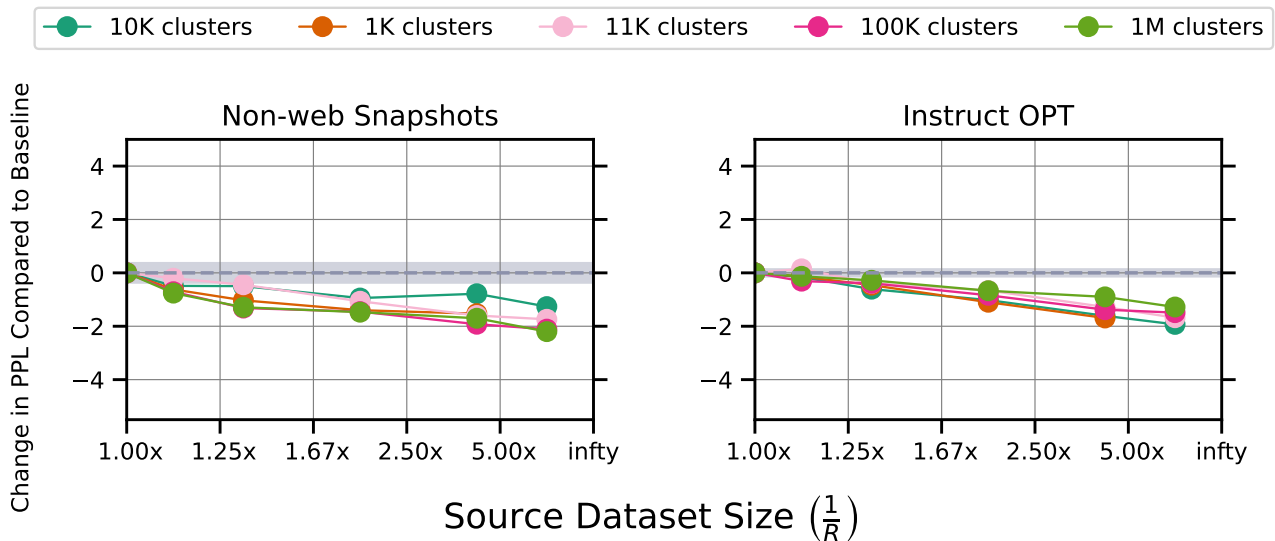 10K clusters 1K clusters 11K clusters 100K clusters 1M clusters
Change in PPL Compared to Baseline
Non-web Snapshots
4
2
0
−2
−4
1.00x 1.25x 1.67x 2.50x 5.00x infty
Instruct OPT
4
2
0
−2
−4
1.00x 1.25x 1.67x 2.50x 5.00x infty
Source Dataset Size (1/R)